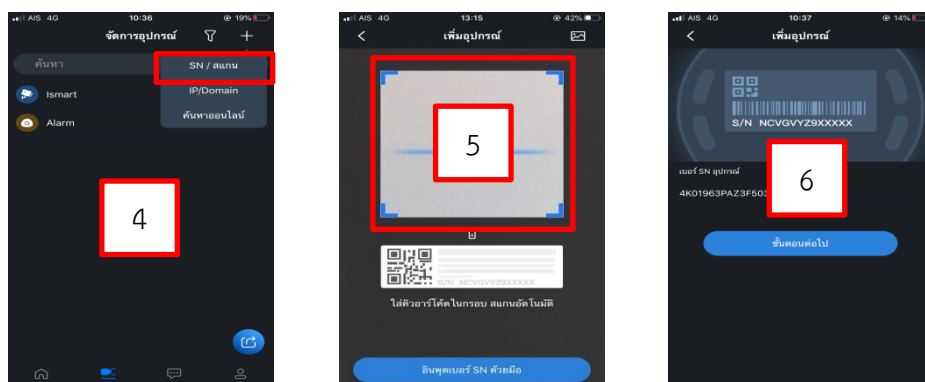 AIS 4G 10:36 19%
จัดการอุปกรณ์
ค้นหา
SN / สแกน
IP/Domain
ค้นหาออนไลน์
Ismart
Alarm
4
AIS 4G 13:15 42%
เพิ่มอุปกรณ์
5
S/N NCVGVYZ9XXXXX
ใส่คิวอาร์โค้ดในกรอบ สแกนอัตโนมัติ
อินพุตเบอร์ SN ด้วยมือ
AIS 4G 10:37 14%
เพิ่มอุปกรณ์
S/N NCVGVYZ9XXXXX
เบอร์ SN อุปกรณ์
4K01963PAZ3F503
6
ขั้นตอนต่อไป